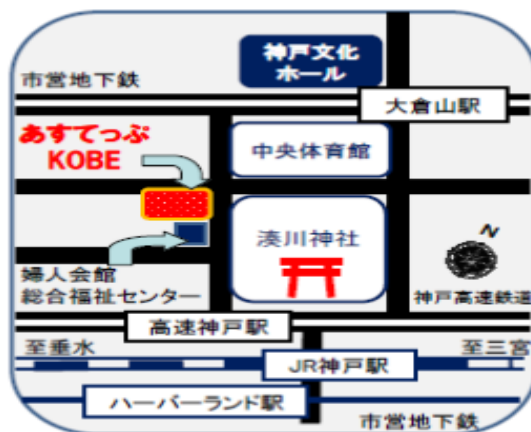 神戸文化
ホール
市営地下鉄
大倉山駅
あすてっぷ
KOBE
中央体育館
湊川神社
N
婦人会館
総合福祉センター
神戸高速鉄道
高速神戸駅
至垂水
至三宮
JR神戸駅
ハーバーランド駅
市営地下鉄